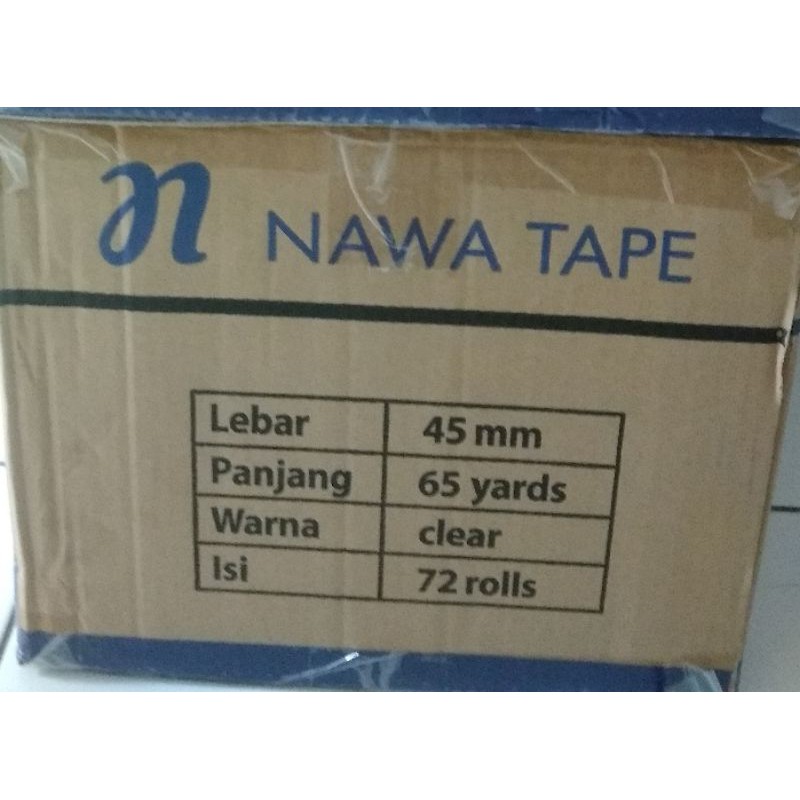 n NAWA TAPE
Lebar 45 mm
Panjang 65 yards
Warna clear
Isi 72 rolls